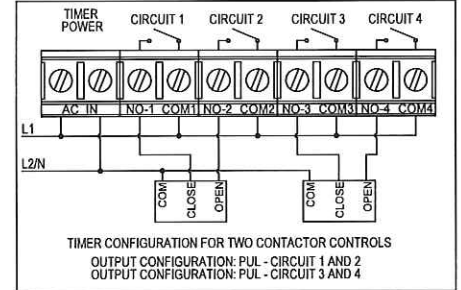 TIMER POWER
CIRCUIT 1 CIRCUIT 2 CIRCUIT 3 CIRCUIT 4
AC IN NO-1 COM1 NO-2 COM2 NO-3 COM3 NO-4 COM4
L1
L2/N
COM CLOSE OPEN COM CLOSE OPEN
TIMER CONFIGURATION FOR TWO CONTACTOR CONTROLS
OUTPUT CONFIGURATION: PUL - CIRCUIT 1 AND 2
OUTPUT CONFIGURATION: PUL - CIRCUIT 3 AND 4